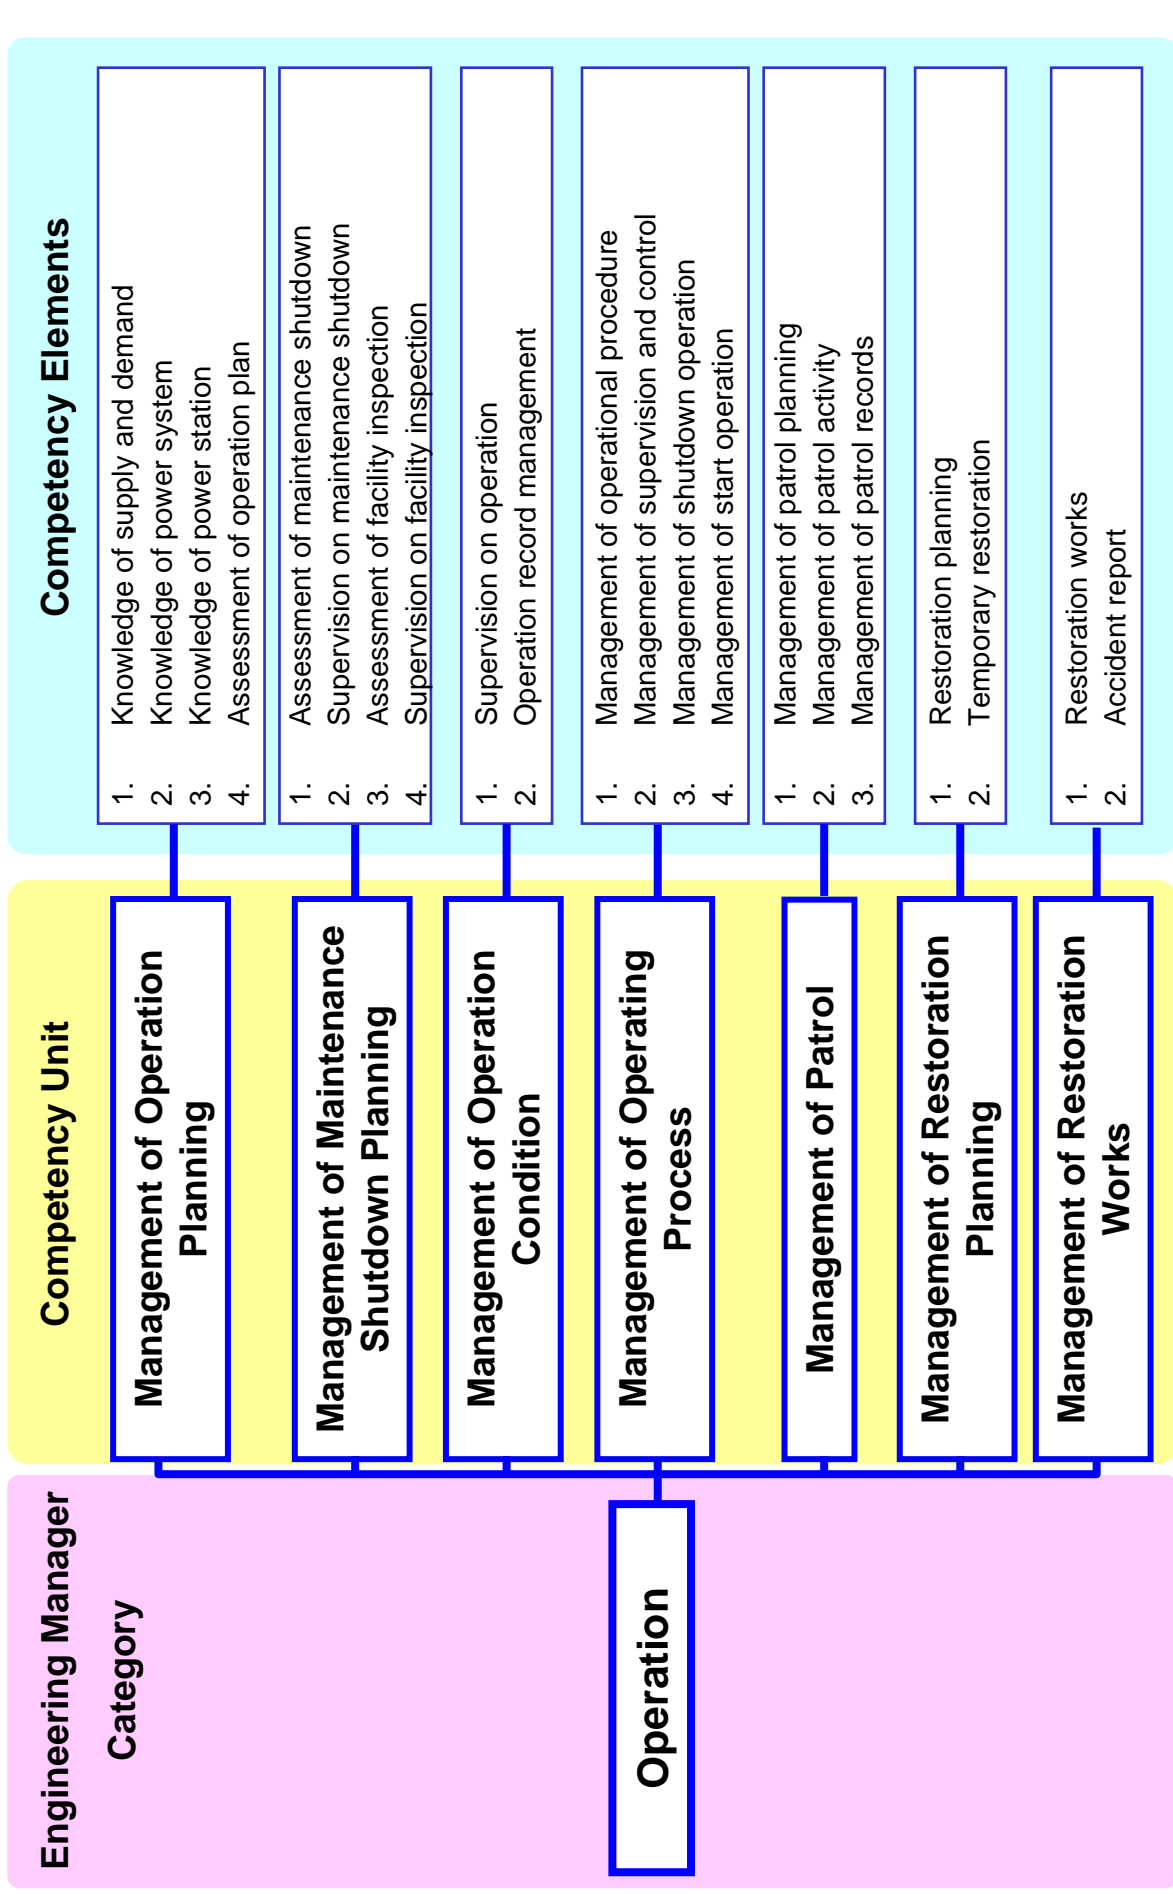 Engineering Manager
Category
Operation
Competency Unit
Management of Operation
Planning
Management of Maintenance
Shutdown Planning
Management of Operation
Condition
Management of Operating
Process
Management of Patrol
Management of Restoration
Planning
Management of Restoration
Works
Competency Elements
1. Knowledge of supply and demand
2. Knowledge of power system
3. Knowledge of power station
4. Assessment of operation plan
1. Assessment of maintenance shutdown
2. Supervision on maintenance shutdown
3. Assessment of facility inspection
4. Supervision on facility inspection
1. Supervision on operation
2. Operation record management
1. Management of operational procedure
2. Management of supervision and control
3. Management of shutdown operation
4. Management of start operation
1. Management of patrol planning
2. Management of patrol activity
3. Management of patrol records
1. Restoration planning
2. Temporary restoration
1. Restoration works
2. Accident report